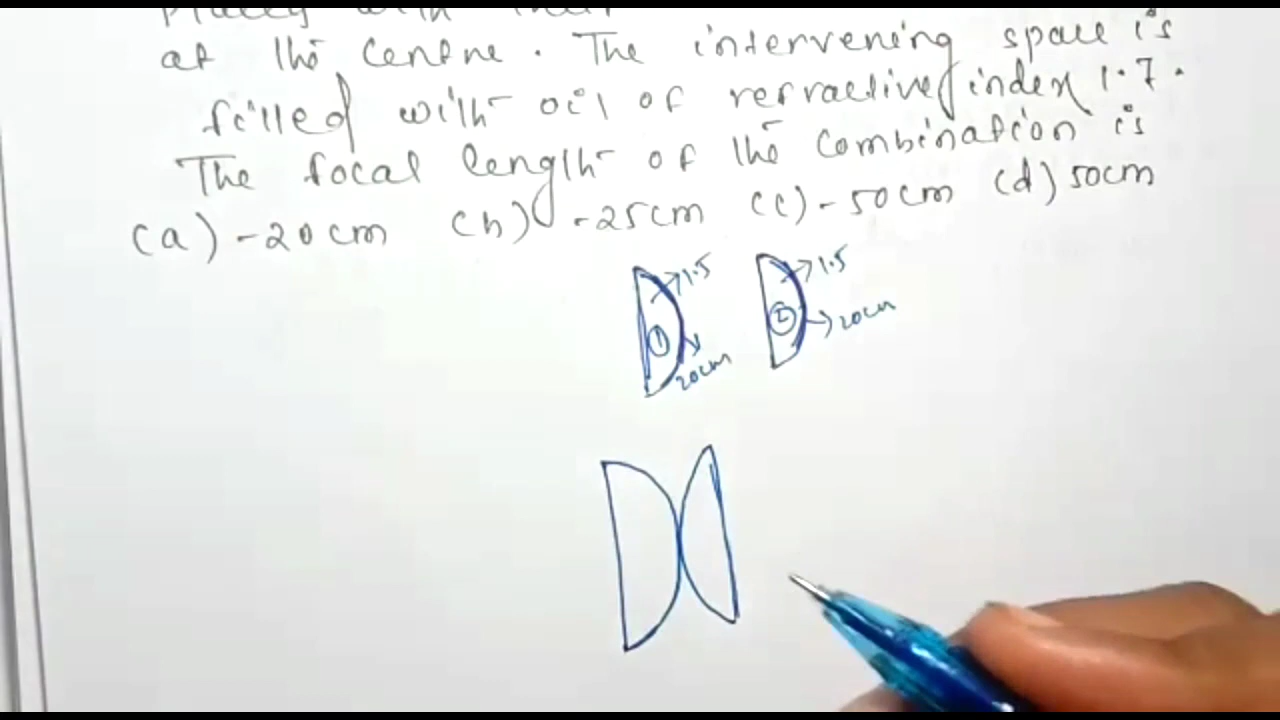 at the centre. The intervening space is
filled with oil of refractive index 1.7.
The focal length of the combination is
(a) -20cm (b) -25cm (c) -50cm (d) 50cm
1.5 1.5
1 2 20cm
20cm